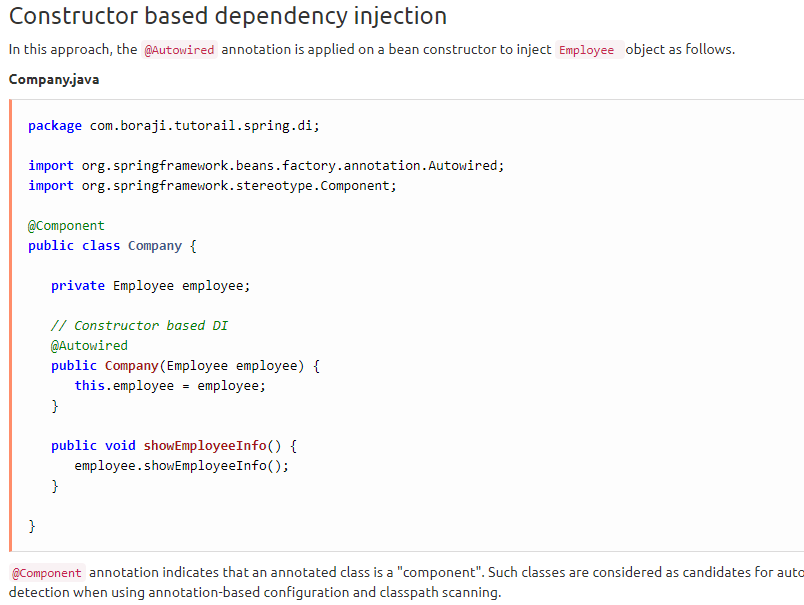 Constructor based dependency injection
In this approach, the @Autowired annotation is applied on a bean constructor to inject Employee object as follows.
Company.java
package com.boraji.tutorail.spring.di;
import org.springframework.beans.factory.annotation.Autowired;
import org.springframework.stereotype.Component;
@Component
public class Company {
private Employee employee;
// Constructor based DI
@Autowired
public Company(Employee employee) {
this.employee = employee;
}
public void showEmployeeInfo() {
employee.showEmployeeInfo();
}
}
@Component annotation indicates that an annotated class is a "component". Such classes are considered as candidates for auto
detection when using annotation-based configuration and classpath scanning.